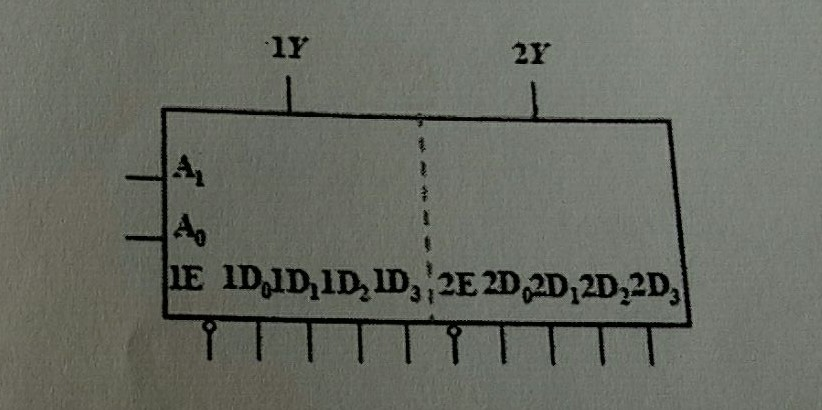 1Y 2Y
A₁
A₀
1E 1D₀ 1D₁ 1D₂ 1D₃ 2E 2D₀ 2D₁ 2D₂ 2D₃